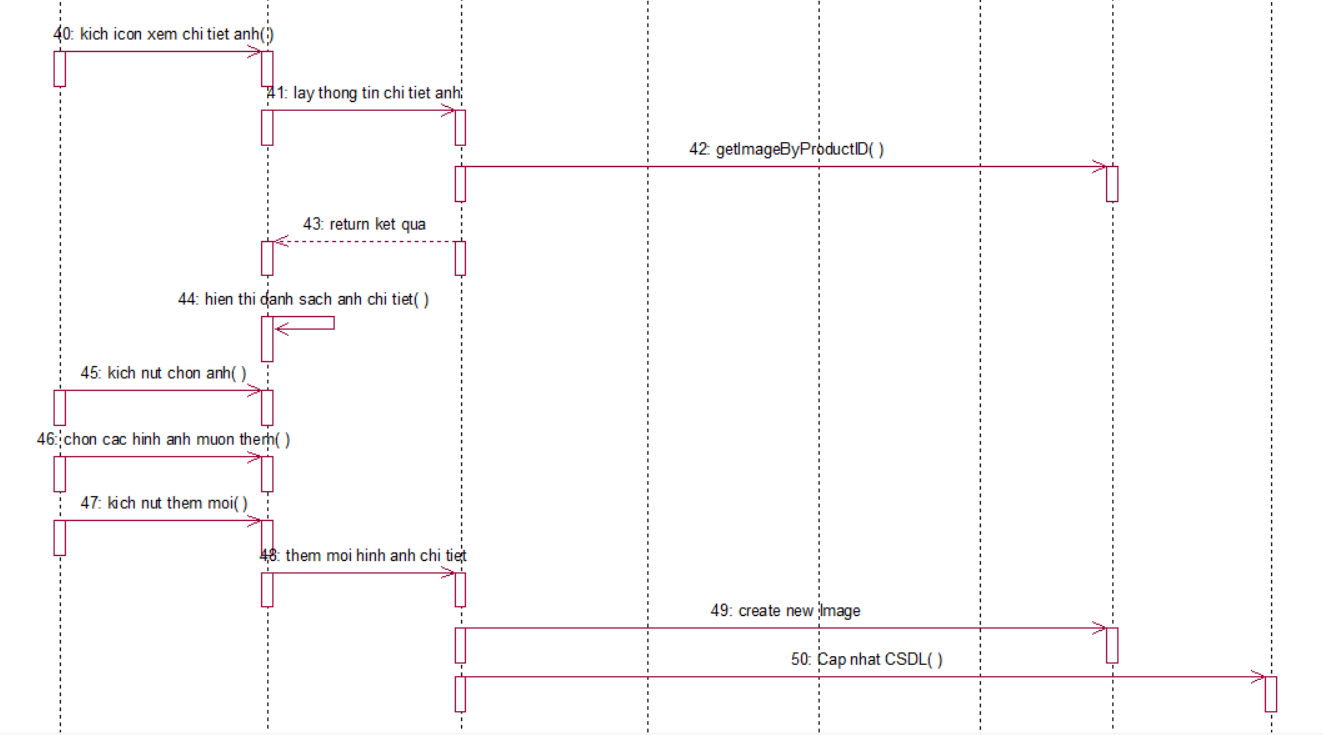 40: kich icon xem chi tiet anh( )
41: lay thong tin chi tiet anh
42: getImageByProductID( )
43: return ket qua
44: hien thi danh sach anh chi tiet( )
45: kich nut chon anh( )
46: chon cac hinh anh muon them( )
47: kich nut them moi( )
48: them moi hinh anh chi tiet
49: create new Image
50: Cap nhat CSDL( )